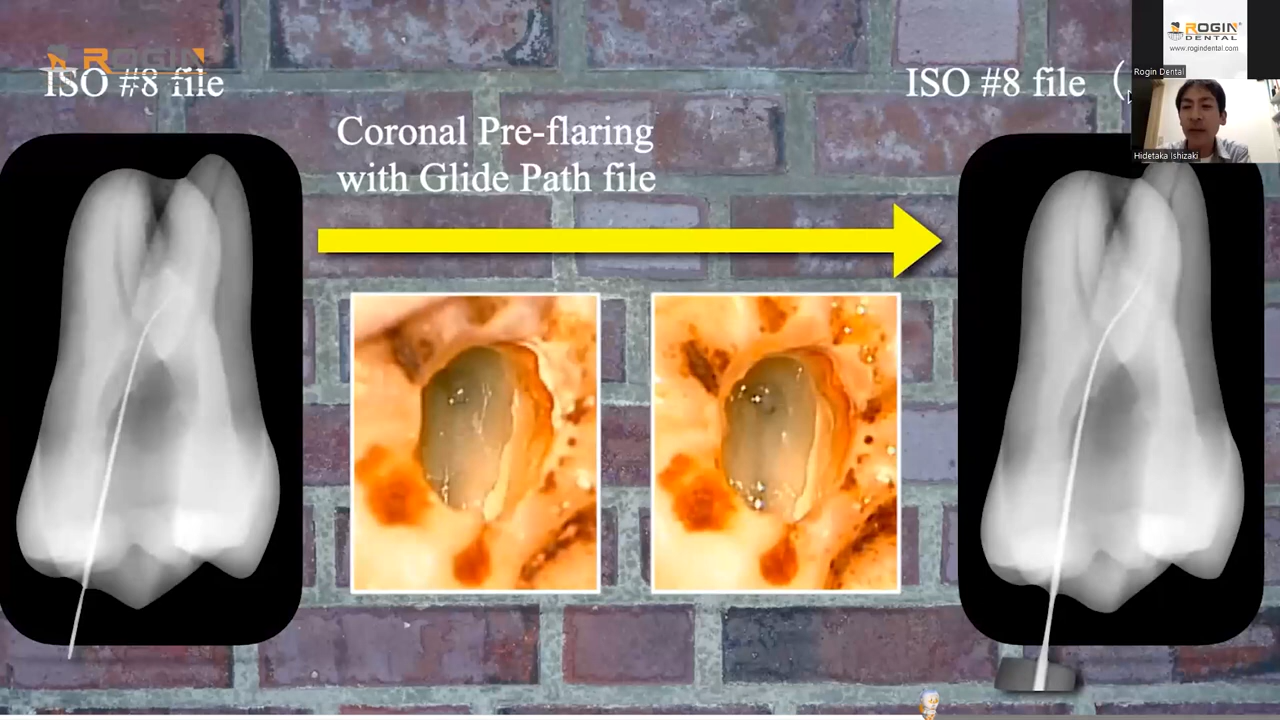 ROGIN
ISO #8 file
Coronal Pre-flaring
with Glide Path file
ISO #8 file (
ROGIN
DENTAL
www.rogindental.com
Rogin Dental
Hidetaka Ishizaki